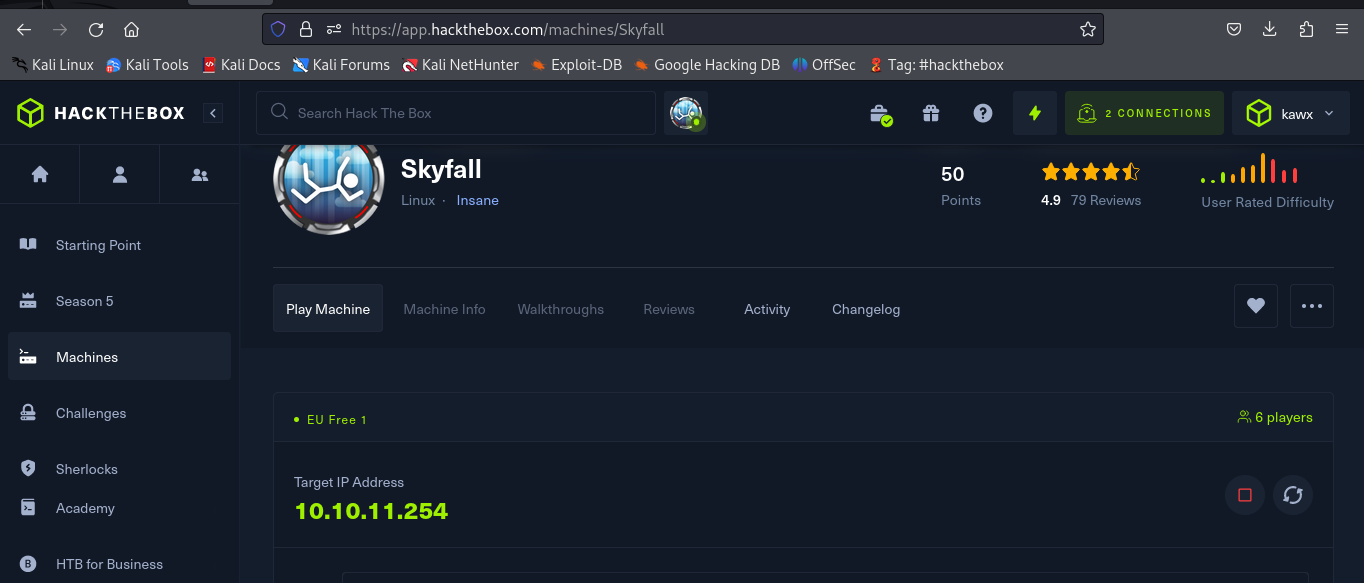 https://app.hackthebox.com/machines/Skyfall
Kali Linux Kali Tools Kali Docs Kali Forums Kali NetHunter Exploit-DB Google Hacking DB OffSec Tag: #hackthebox
HACKTHEBOX Search Hack The Box 2 CONNECTIONS kawx
Skyfall
Linux · Insane
50
Points
4.9 79 Reviews
User Rated Difficulty
Starting Point
Season 5
Machines
Challenges
Sherlocks
Academy
HTB for Business
Play Machine Machine Info Walkthroughs Reviews Activity Changelog
EU Free 1 6 players
Target IP Address
10.10.11.254